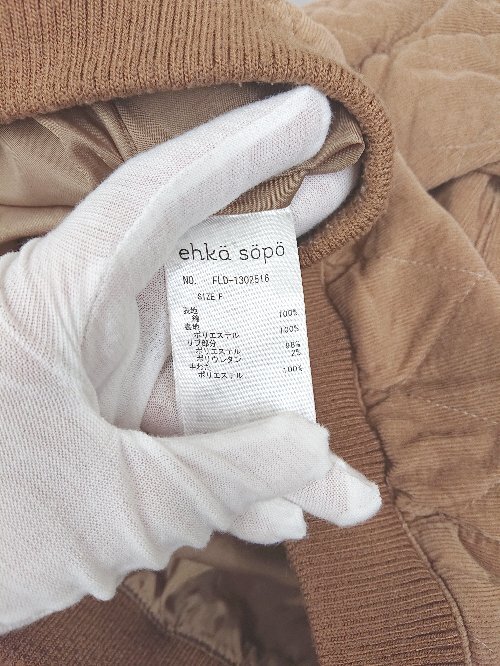 ehkä söpö
NO. FLD-1302516
SIZE F
表地
綿 100%
裏地
ポリエステル 100%
リブ部分
ポリエステル 98%
ポリウレタン 2%
中わた
ポリエステル 100%